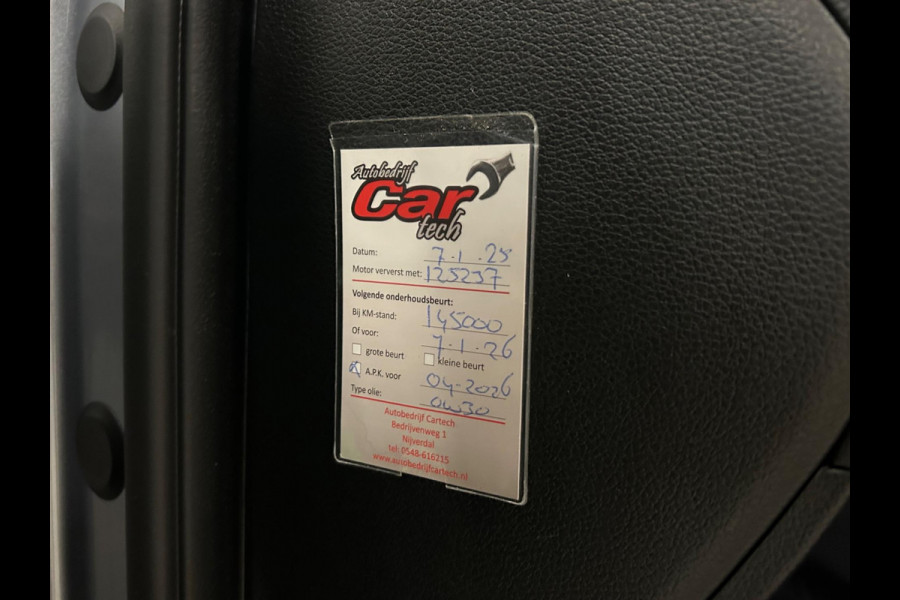 Autobedrijf
Car
tech
Datum: 7-1-25
Motor ververst met: 125237
Volgende onderhoudsbeurt:
Bij KM-stand: 145000
Of voor: 7-1-26
grote beurt kleine beurt
A.P.K. voor 04-2026
Type olie: 0w30
Autobedrijf Cartech
Bedrijvenweg 1
Nijverdal
tel: 0548-616215
www.autobedrijfcartech.nl